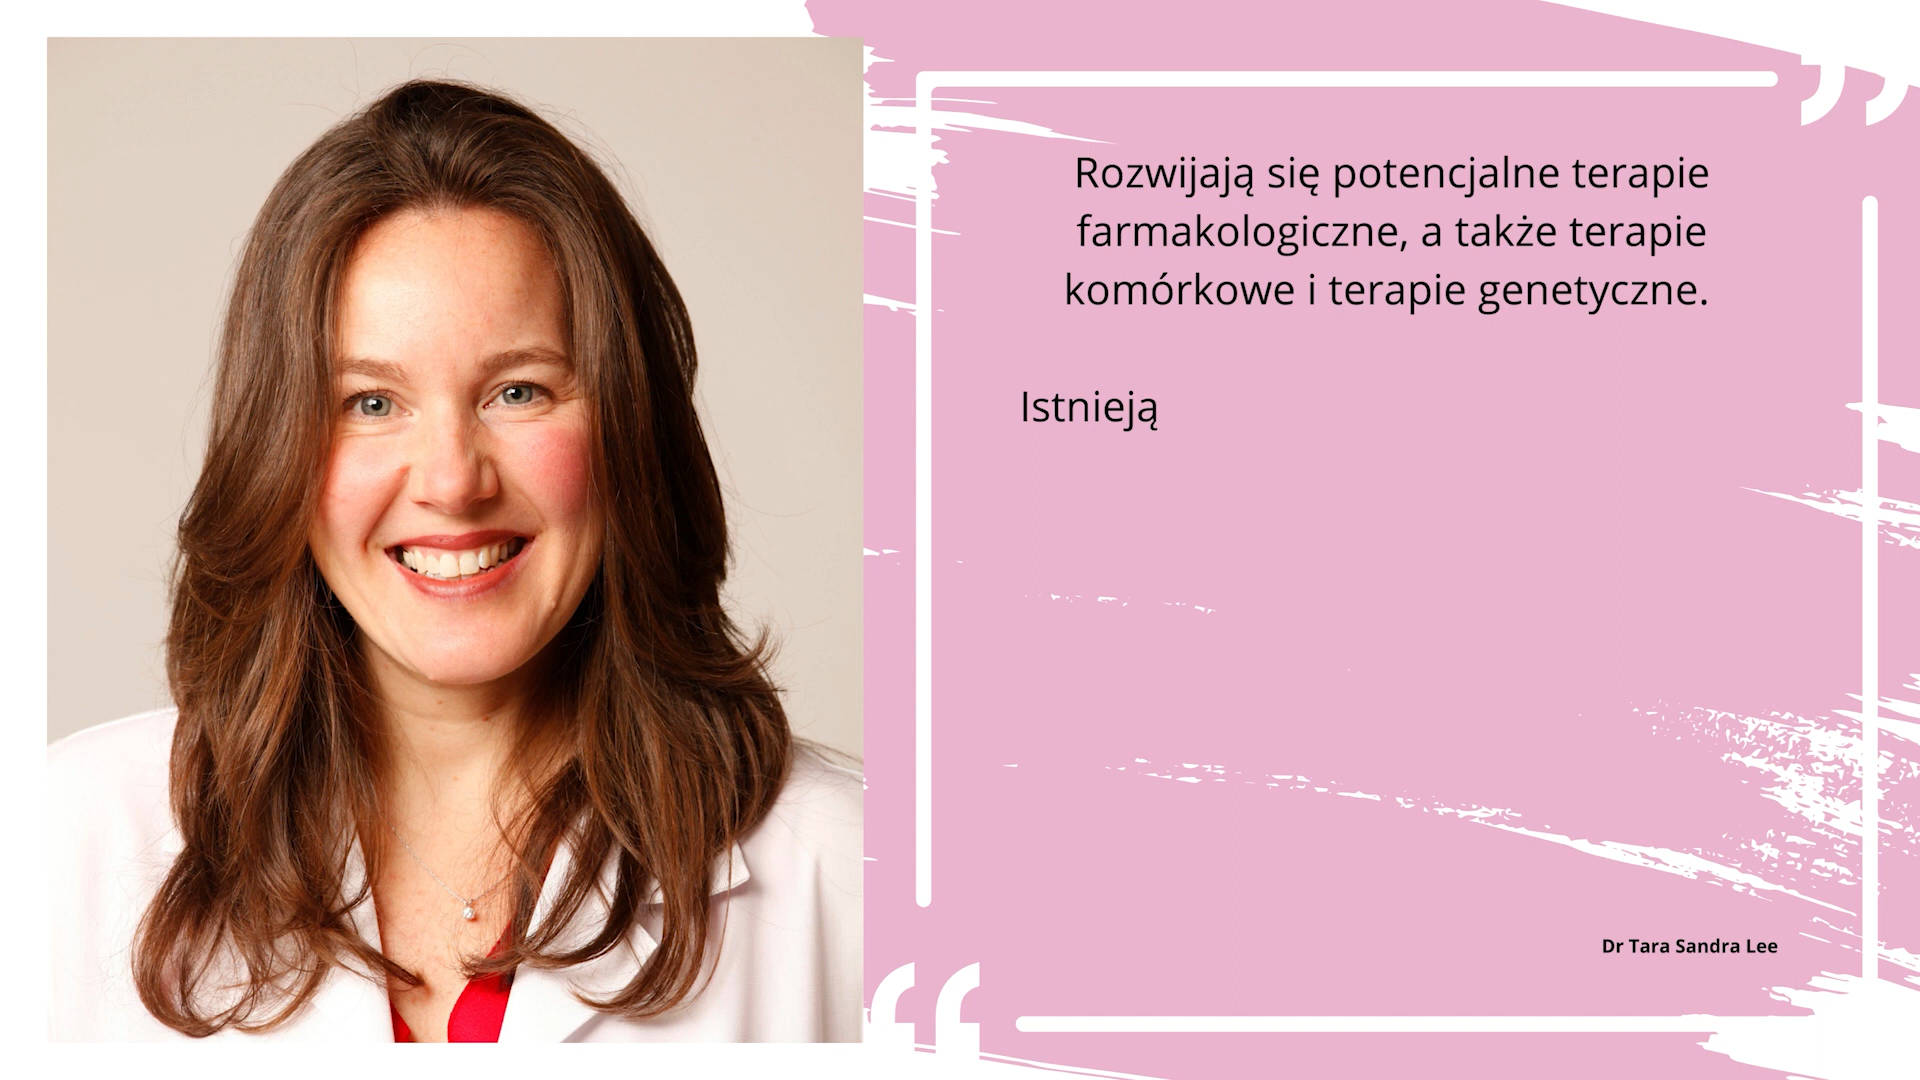 Rozwijają się potencjalne terapie
farmakologiczne, a także terapie
komórkowe i terapie genetyczne.
Istnieją
Dr Tara Sandra Lee